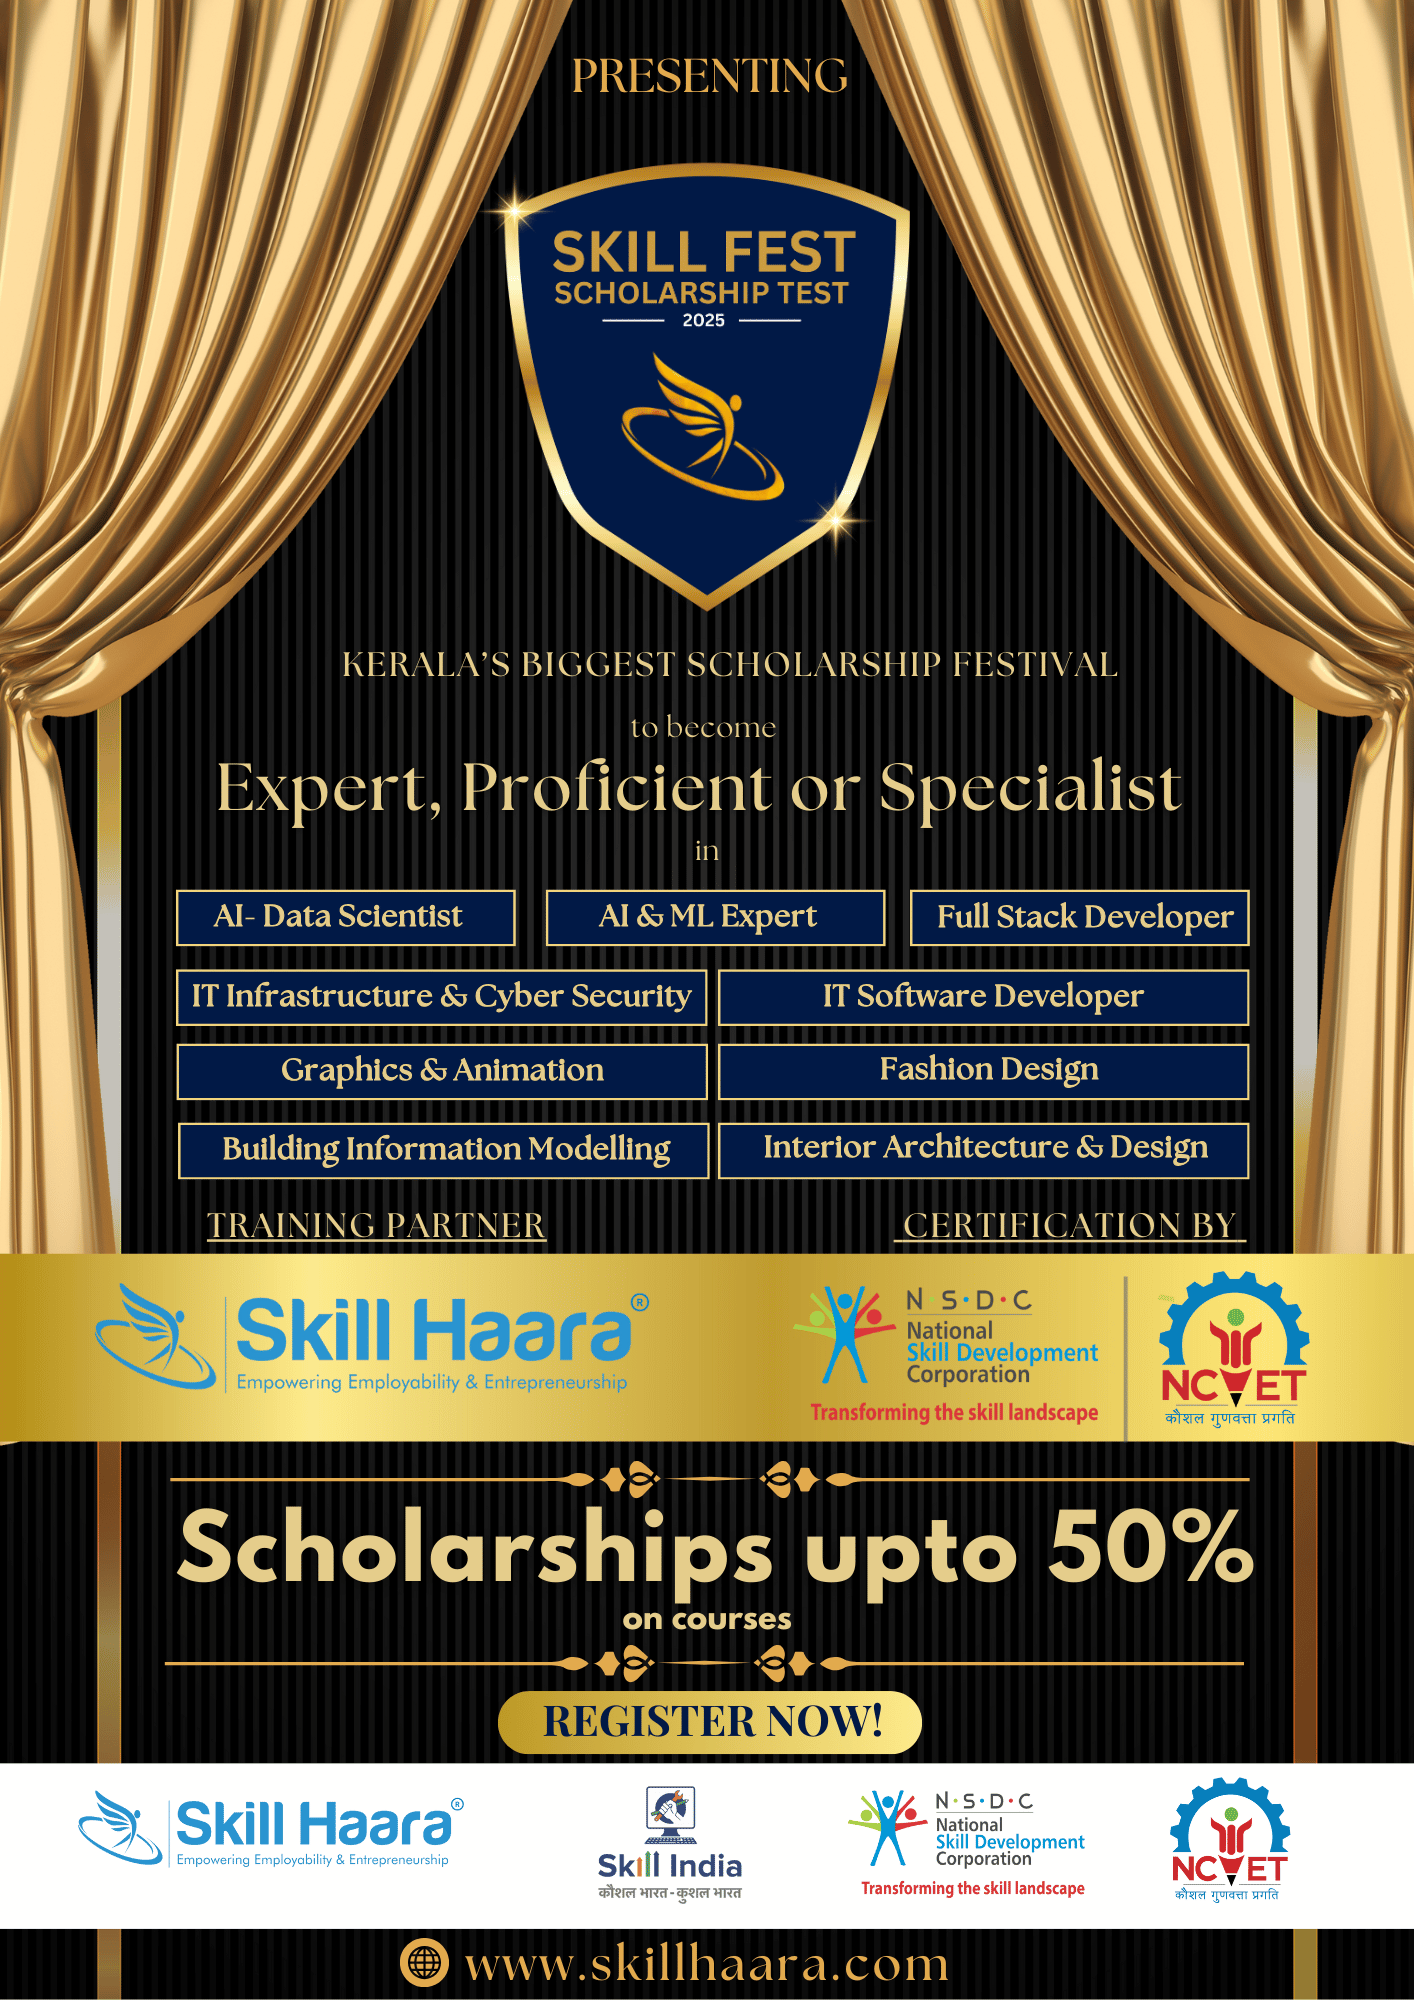 PRESENTING
SKILL FEST
SCHOLARSHIP TEST
2025
KERALA'S BIGGEST SCHOLARSHIP FESTIVAL
to become
Expert, Proficient or Specialist
in
AI- Data Scientist
AI & ML Expert
Full Stack Developer
IT Infrastructure & Cyber Security
IT Software Developer
Graphics & Animation
Fashion Design
Building Information Modelling
Interior Architecture & Design
TRAINING PARTNER
CERTIFICATION BY
Skill Haara®
Empowering Employability & Entrepreneurship
N·S·D·C
National
Skill Development
Corporation
Transforming the skill landscape
NCVET
कौशल गुणवत्ता प्रगति
Scholarships upto 50%
on courses
REGISTER NOW!
Skill Haara®
Empowering Employability & Entrepreneurship
Skill India
कौशल भारत - कुशल भारत
N·S·D·C
National
Skill Development
Corporation
Transforming the skill landscape
NCVET
कौशल गुणवत्ता प्रगति
www.skillhaara.com